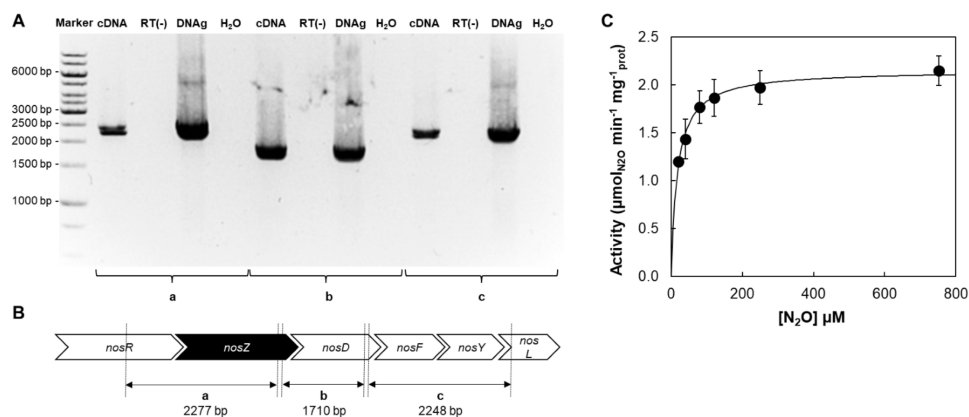 A
Marker cDNA RT(-) DNAg H₂O cDNA RT(-) DNAg H₂O cDNA RT(-) DNAg H₂O
6000 bp
3000 bp
2500 bp
2000 bp
1500 bp
1000 bp
a b c
B
nosR nosZ nosD nosF nosY nos
L
a b c
2277 bp 1710 bp 2248 bp
C
Activity (µmol_N2O min⁻¹ mg⁻¹_prot)
2.5
2.0
1.5
1.0
0.5
0.0
0 200 400 600 800
[N₂O] µM